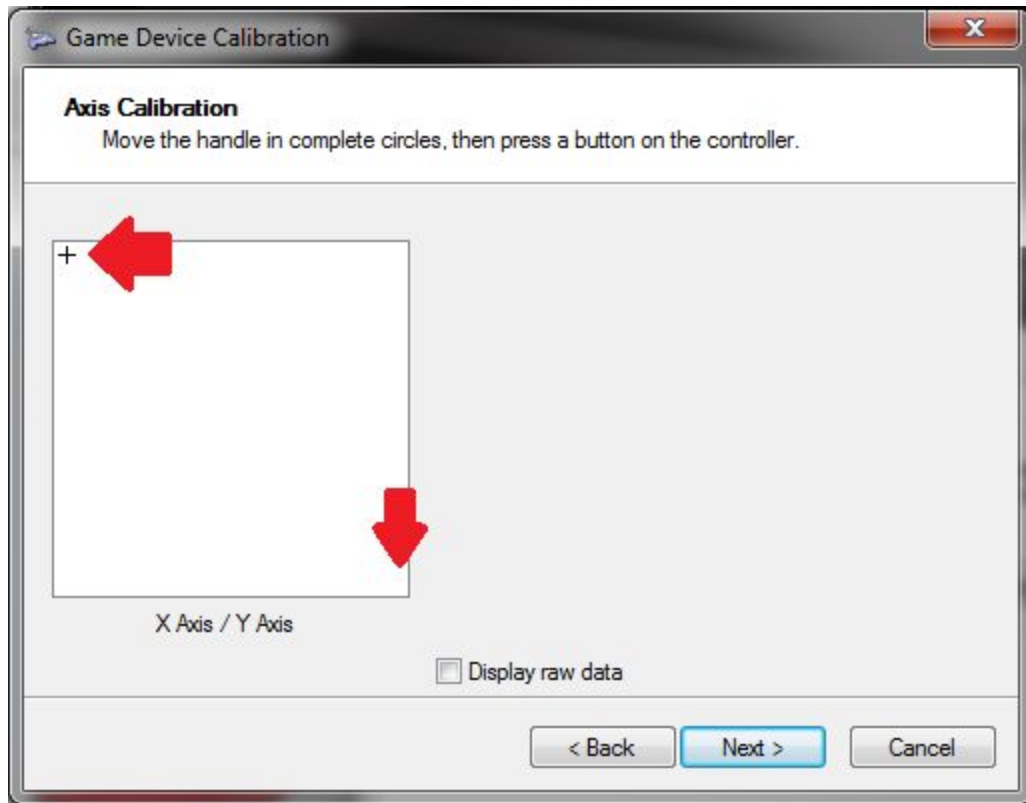 Game Device Calibration
Axis Calibration
Move the handle in complete circles, then press a button on the controller.
X Axis / Y Axis
Display raw data
< Back Next > Cancel